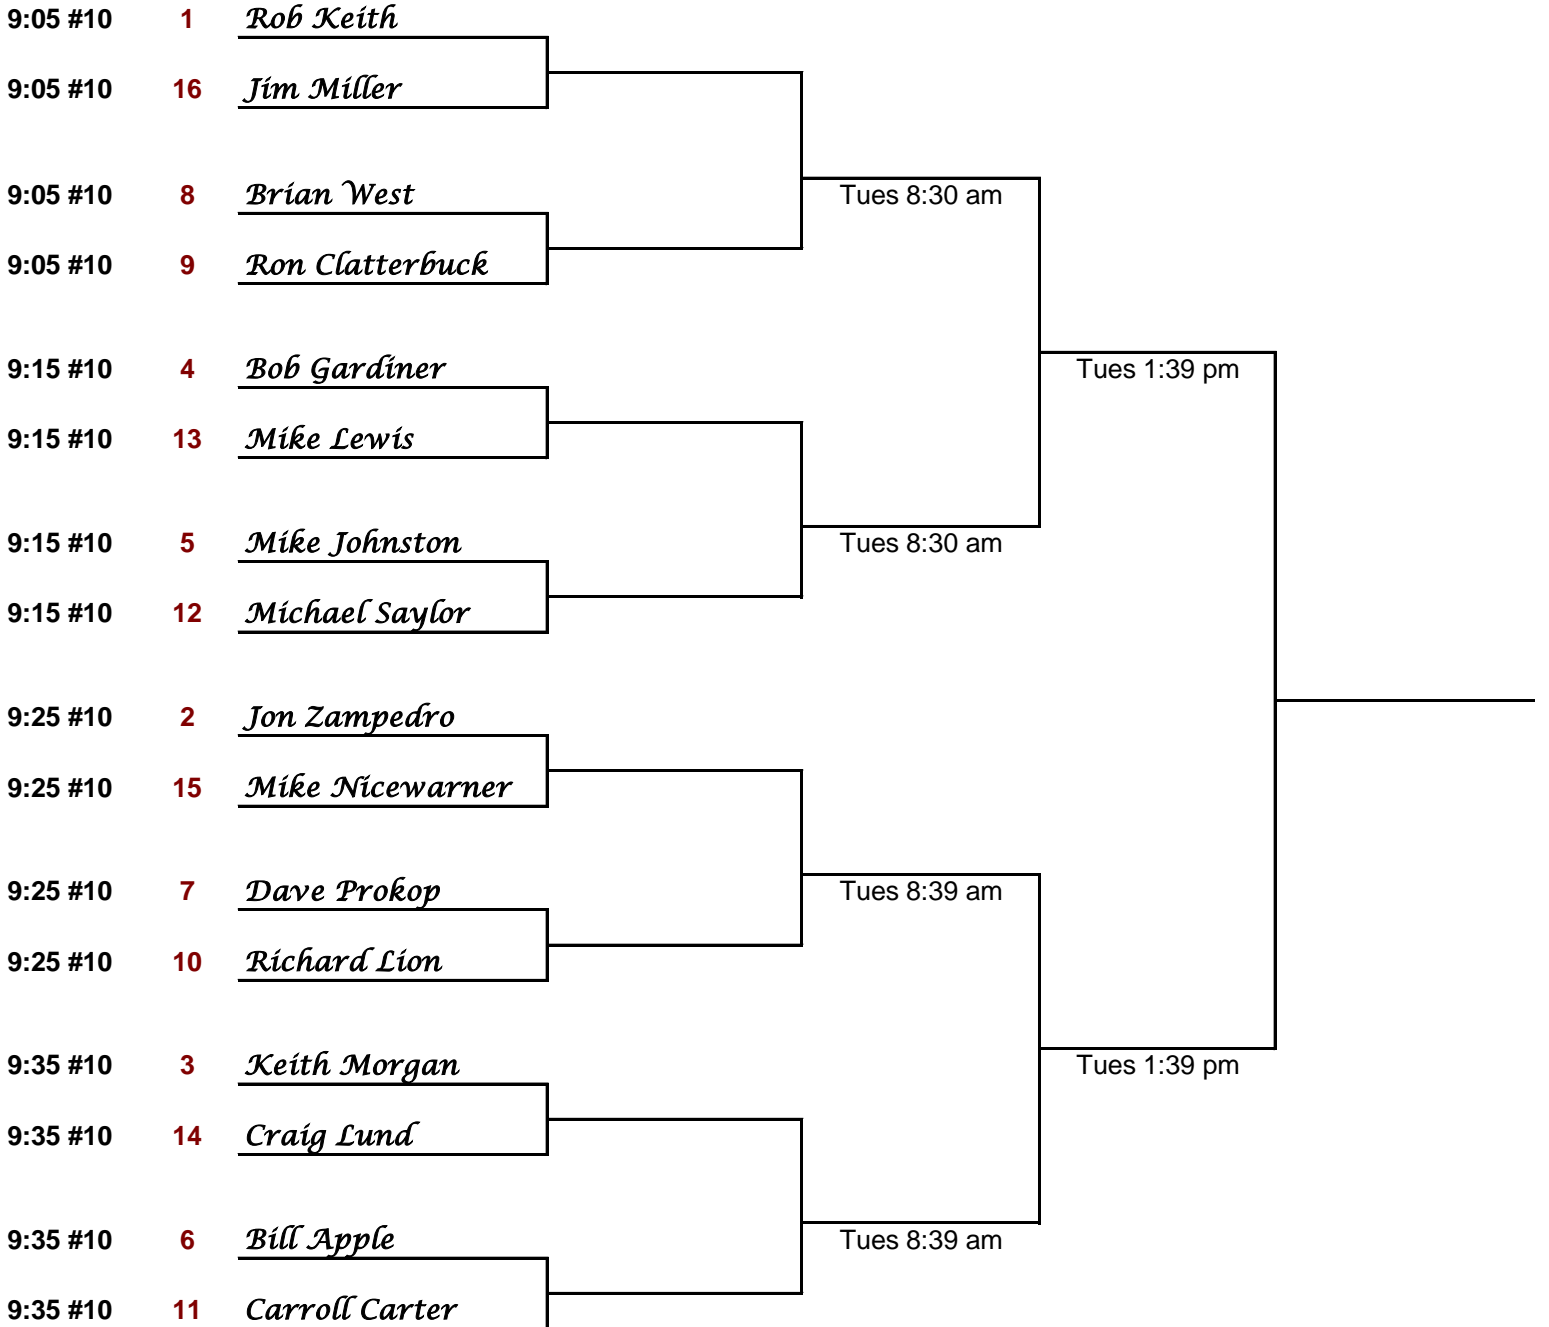 9:05 #10 1 Rob Keith
9:05 #10 16 Jim Miller
9:05 #10 8 Brian West Tues 8:30 am
9:05 #10 9 Ron Clatterbuck
9:15 #10 4 Bob Gardiner Tues 1:39 pm
9:15 #10 13 Mike Lewis
9:15 #10 5 Mike Johnston Tues 8:30 am
9:15 #10 12 Michael Saylor
9:25 #10 2 Jon Zampedro
9:25 #10 15 Mike Nicewarner
9:25 #10 7 Dave Prokop Tues 8:39 am
9:25 #10 10 Richard Lion
9:35 #10 3 Keith Morgan Tues 1:39 pm
9:35 #10 14 Craig Lund
9:35 #10 6 Bill Apple Tues 8:39 am
9:35 #10 11 Carroll Carter